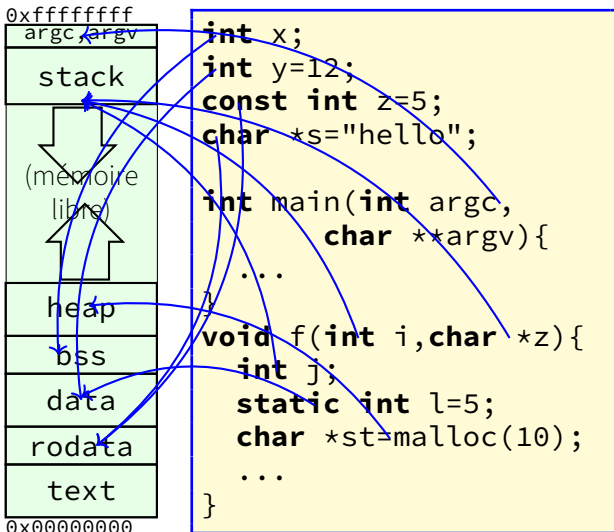 0xffffffff
argc,argv
stack
(mémoire
libre)
heap
bss
data
rodata
text
0x00000000
int x;
int y=12;
const int z=5;
char *s="hello";
int main(int argc,
char **argv){
...
}
void f(int i,char *z){
int j;
static int l=5;
char *st=malloc(10);
...
}